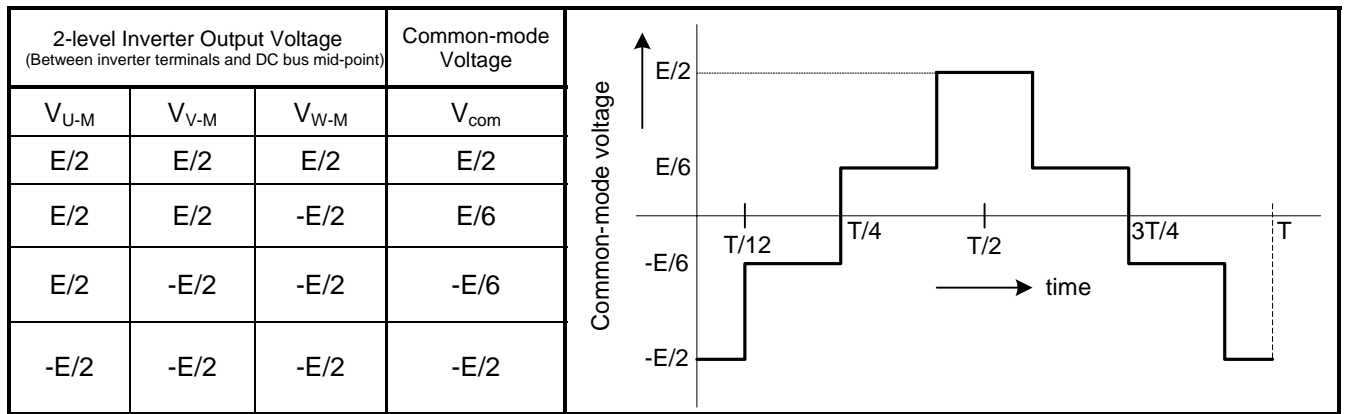 2-level Inverter Output Voltage
(Between inverter terminals and DC bus mid-point)
Common-mode
Voltage
V_U-M V_V-M V_W-M V_com
E/2 E/2 E/2 E/2
E/2 E/2 -E/2 E/6
E/2 -E/2 -E/2 -E/6
-E/2 -E/2 -E/2 -E/2
Common-mode voltage
E/2
E/6
-E/6
-E/2
T/12 T/4 T/2 3T/4 T
time